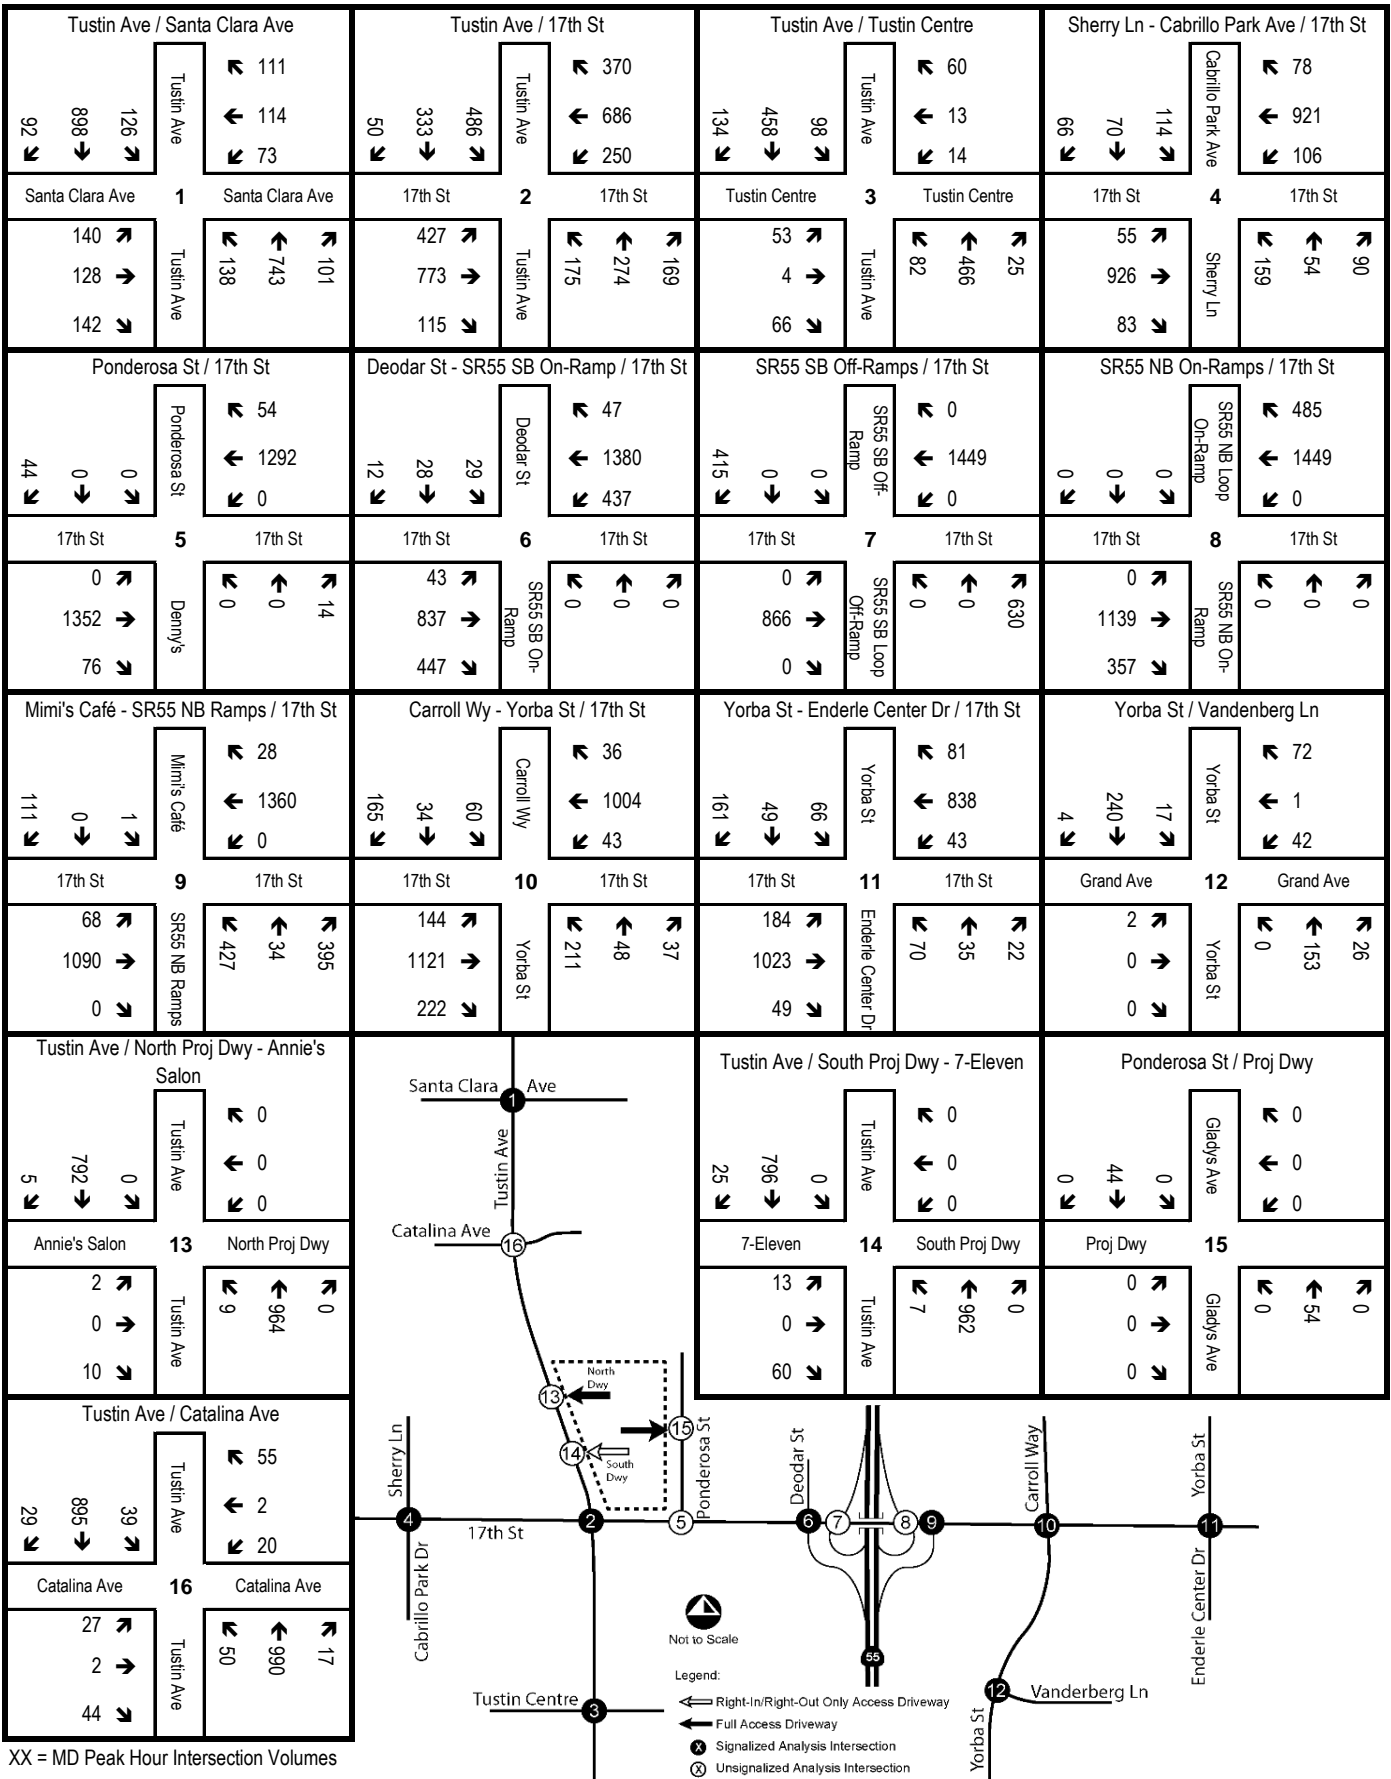 Tustin Ave / Santa Clara Ave
92 898 126
Tustin Ave
111
114
73
Santa Clara Ave 1 Santa Clara Ave
140
128
142
Tustin Ave
138 743 101
Tustin Ave / 17th St
50 333 486
Tustin Ave
370
686
250
17th St 2 17th St
427
773
115
Tustin Ave
175 274 169
Tustin Ave / Tustin Centre
134 458 98
Tustin Ave
60
13
14
Tustin Centre 3 Tustin Centre
53
4
66
Tustin Ave
82 466 25
Sherry Ln - Cabrillo Park Ave / 17th St
66 70 114
Cabrillo Park Ave
78
921
106
17th St 4 17th St
55
926
83
Sherry Ln
159 54 90
Ponderosa St / 17th St
44 0 0
Ponderosa St
54
1292
0
17th St 5 17th St
0
1352
76
Denny's
0 0 14
Deodar St - SR55 SB On-Ramp / 17th St
12 28 29
Deodar St
47
1380
437
17th St 6 17th St
43
837
447
SR55 SB On-
Ramp
0 0 0
SR55 SB Off-Ramps / 17th St
415 0 0
SR55 SB Off-
Ramp
0
1449
0
17th St 7 17th St
0
866
0
SR55 SB Loop
Off-Ramp
0 0 630
SR55 NB On-Ramps / 17th St
0 0 0
SR55 NB Loop
On-Ramp
485
1449
0
17th St 8 17th St
0
1139
357
SR55 NB On-
Ramp
0 0 0
Mimi's Café - SR55 NB Ramps / 17th St
111 0 1
Mimi's Café
28
1360
0
17th St 9 17th St
68
1090
0
SR55 NB Ramps
427 34 395
Carroll Wy - Yorba St / 17th St
165 34 60
Carroll Wy
36
1004
43
17th St 10 17th St
144
1121
222
Yorba St
211 48 37
Yorba St - Enderle Center Dr / 17th St
161 49 66
Yorba St
81
838
43
17th St 11 17th St
184
1023
49
Enderle Center Dr
70 35 22
Yorba St / Vandenberg Ln
4 240 17
Yorba St
72
1
42
Grand Ave 12 Grand Ave
2
0
0
Yorba St
0 153 26
Tustin Ave / North Proj Dwy - Annie's
Salon
5 792 0
Tustin Ave
0
0
0
Annie's Salon 13 North Proj Dwy
2
0
10
Tustin Ave
9 964 0
Tustin Ave / South Proj Dwy - 7-Eleven
25 796 0
Tustin Ave
0
0
0
7-Eleven 14 South Proj Dwy
13
0
60
Tustin Ave
7 962 0
Ponderosa St / Proj Dwy
0 44 0
Gladys Ave
0
0
0
Proj Dwy 15
0
0
0
Gladys Ave
0 54 0
Tustin Ave / Catalina Ave
29 895 39
Tustin Ave
55
2
20
Catalina Ave 16 Catalina Ave
27
2
44
Tustin Ave
50 990 17
Santa Clara 1 Ave
Tustin Ave
Catalina Ave 16
13 North
Dwy
14 South
Dwy
15
Ponderosa St
Sherry Ln
Deodar St
Carroll Way
Yorba St
4 2 5 6 7 8 9 10 11
17th St
Cabrillo Park Dr
Enderle Center Dr
55
Not to Scale
Tustin Centre 3
12 Vanderberg Ln
Yorba St
Legend:
Right-In/Right-Out Only Access Driveway
Full Access Driveway
X Signalized Analysis Intersection
X Unsignalized Analysis Intersection
XX = MD Peak Hour Intersection Volumes